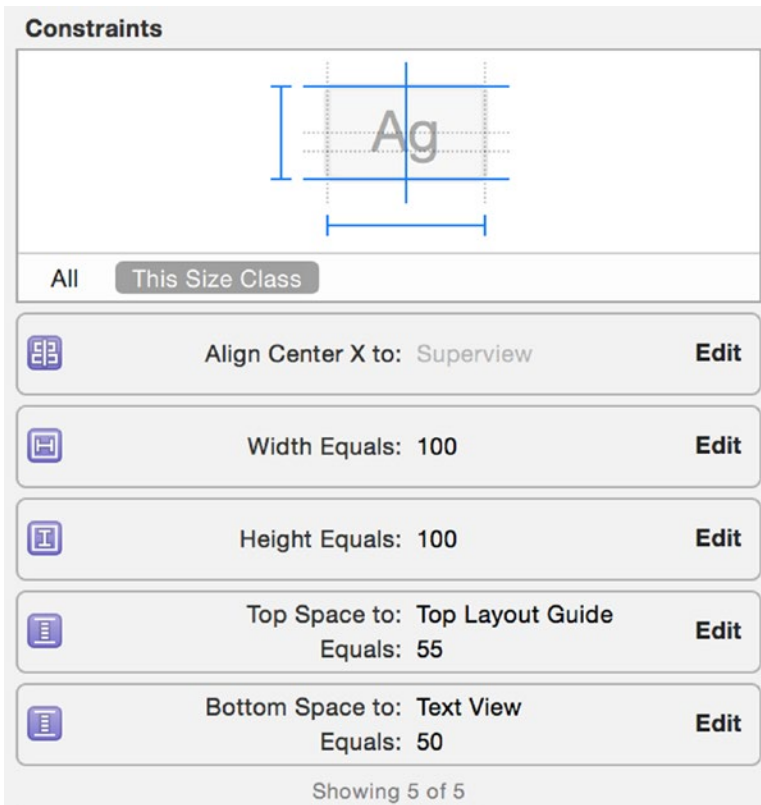 Constraints
Ag
All This Size Class
Align Center X to: Superview Edit
Width Equals: 100 Edit
Height Equals: 100 Edit
Top Space to: Top Layout Guide
Equals: 55 Edit
Bottom Space to: Text View
Equals: 50 Edit
Showing 5 of 5